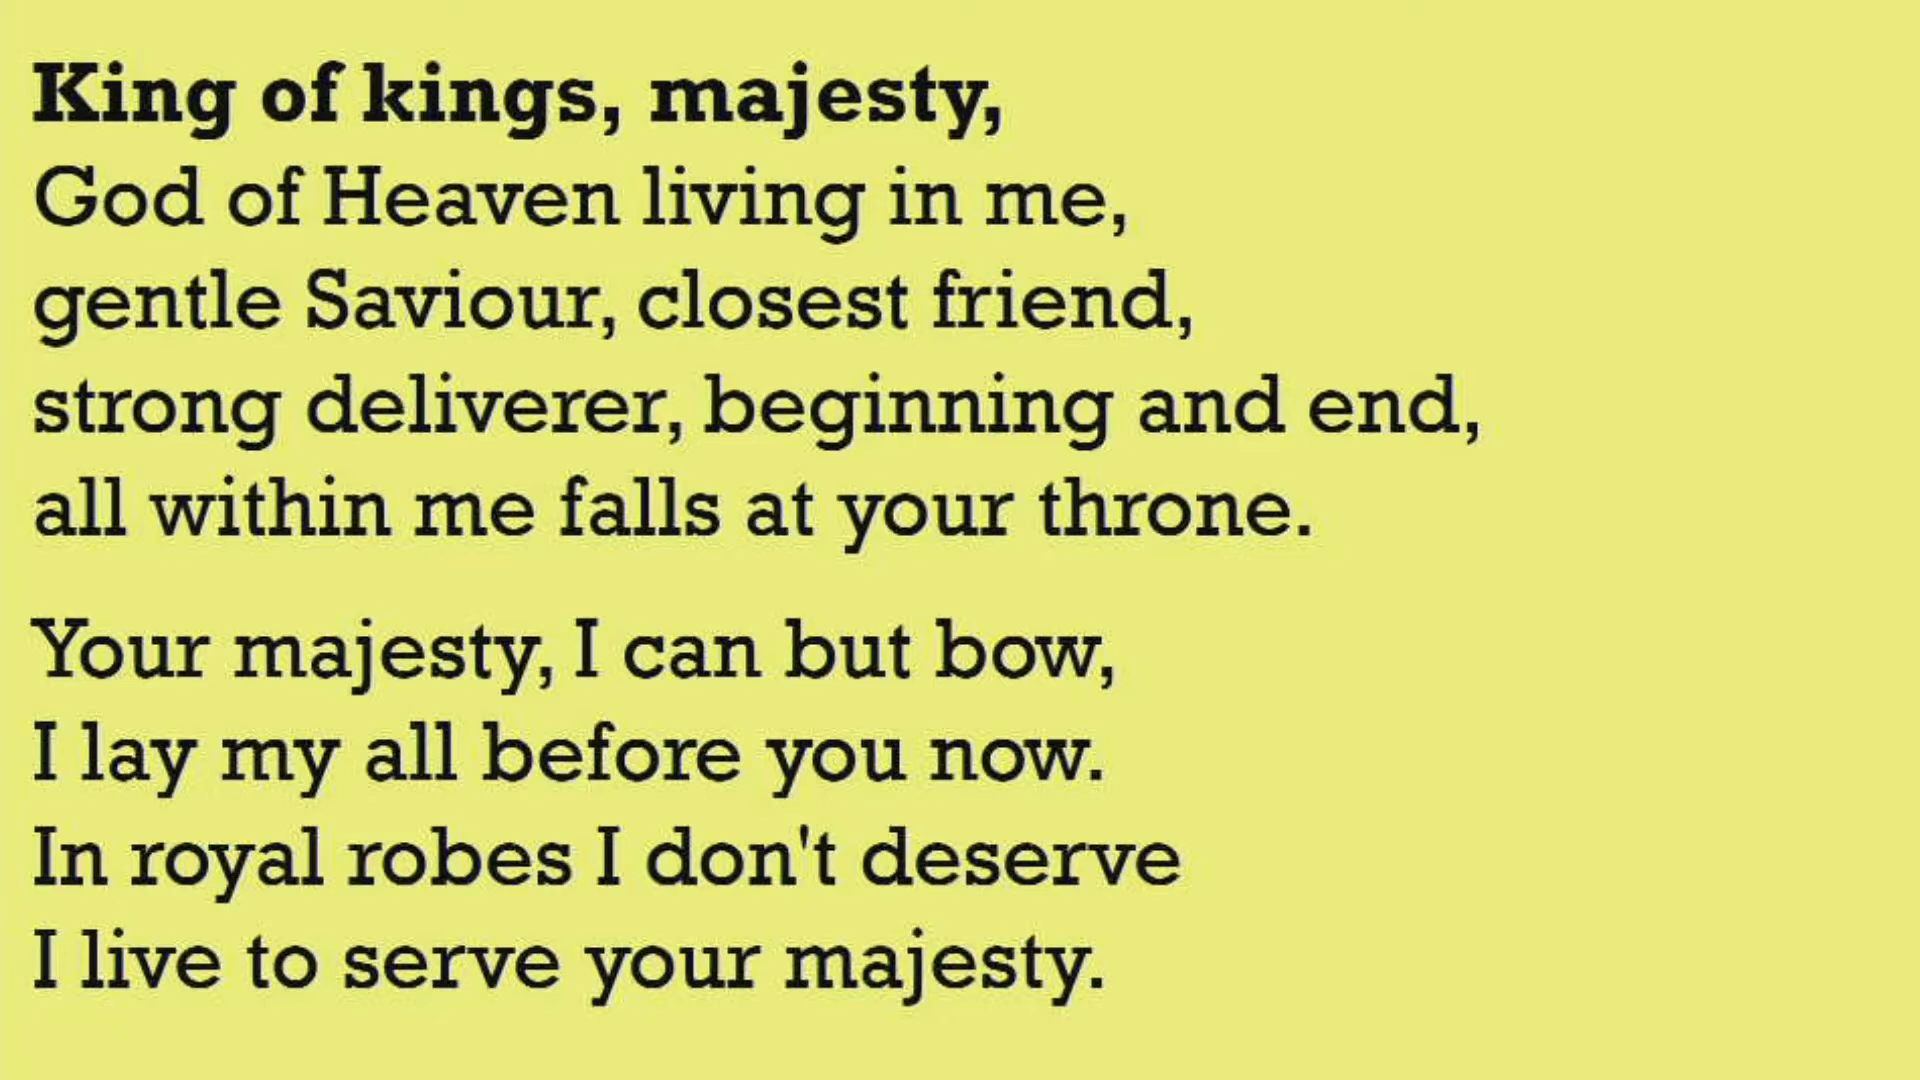 King of kings, majesty,
God of Heaven living in me,
gentle Saviour, closest friend,
strong deliverer, beginning and end,
all within me falls at your throne.
Your majesty, I can but bow,
I lay my all before you now.
In royal robes I don't deserve
I live to serve your majesty.